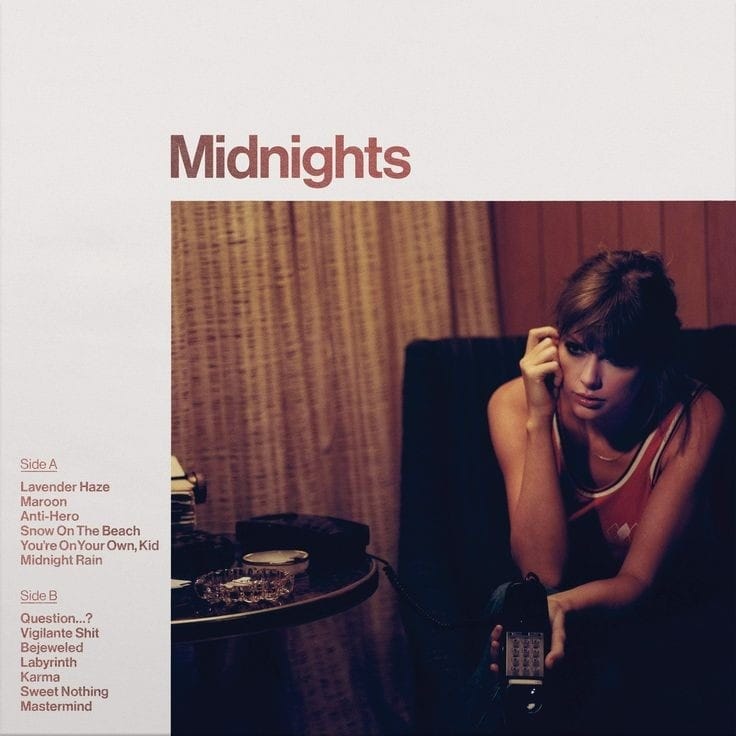 Midnights
Side A
Lavender Haze
Maroon
Anti-Hero
Snow On The Beach
You're On Your Own, Kid
Midnight Rain
Side B
Question...?
Vigilante Shit
Bejeweled
Labyrinth
Karma
Sweet Nothing
Mastermind